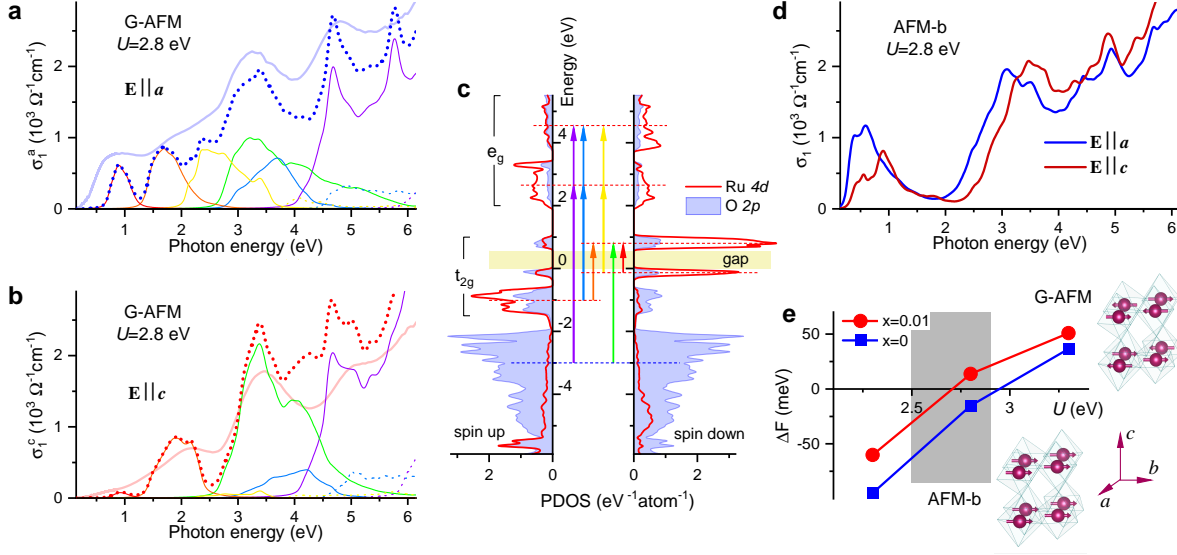 a
G-AFM
U=2.8 eV
E||a
σ₁ᵃ (10³ Ω⁻¹cm⁻¹)
2
1
0
1 2 3 4 5 6
Photon energy (eV)
b
G-AFM
U=2.8 eV
E||c
σ₁ᶜ (10³ Ω⁻¹cm⁻¹)
2
1
0
1 2 3 4 5 6
Photon energy (eV)
c
Energy (eV)
e_g
t_2g
4
2
0
-2
-4
gap
Ru 4d
O 2p
spin up
spin down
2 0 0 1 2 3
PDOS (eV⁻¹atom⁻¹)
d
AFM-b
U=2.8 eV
E||a
E||c
σ₁ (10³ Ω⁻¹cm⁻¹)
2
1
0
1 2 3 4 5 6
Photon energy (eV)
e
x=0.01
x=0
G-AFM
ΔF (meV)
50
0
-50
2.5 3 U (eV)
AFM-b
c
b
a